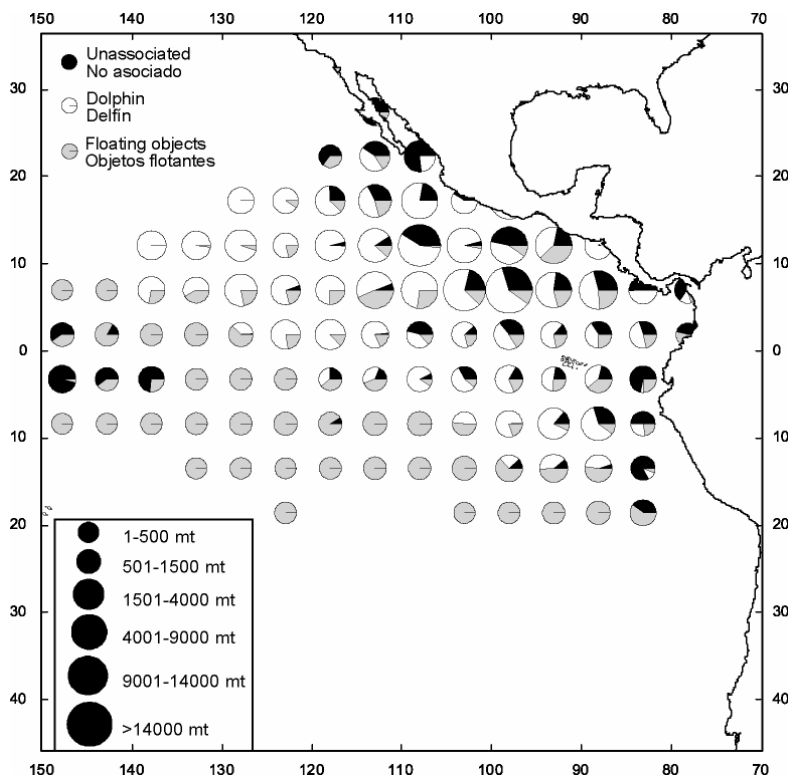 150 140 130 120 110 100 90 80 70
30 30
20 20
10 10
0 0
10 10
20 20
30 30
40 40
150 140 130 120 110 100 90 80 70
Unassociated
No asociado
Dolphin
Delfín
Floating objects
Objetos flotantes
1-500 mt
501-1500 mt
1501-4000 mt
4001-9000 mt
9001-14000 mt
>14000 mt